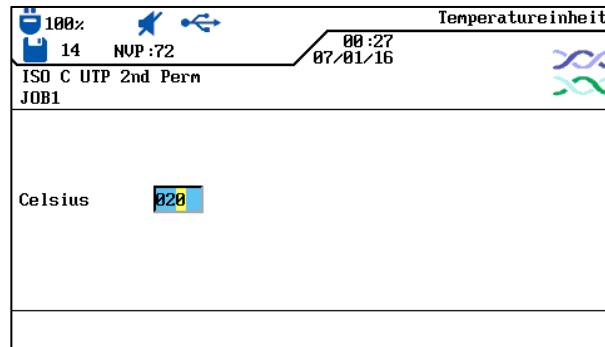 100%
Temperatureinheit
14 NVP:72
00:27
07/01/16
ISO C UTP 2nd Perm
JOB1
Celsius 020